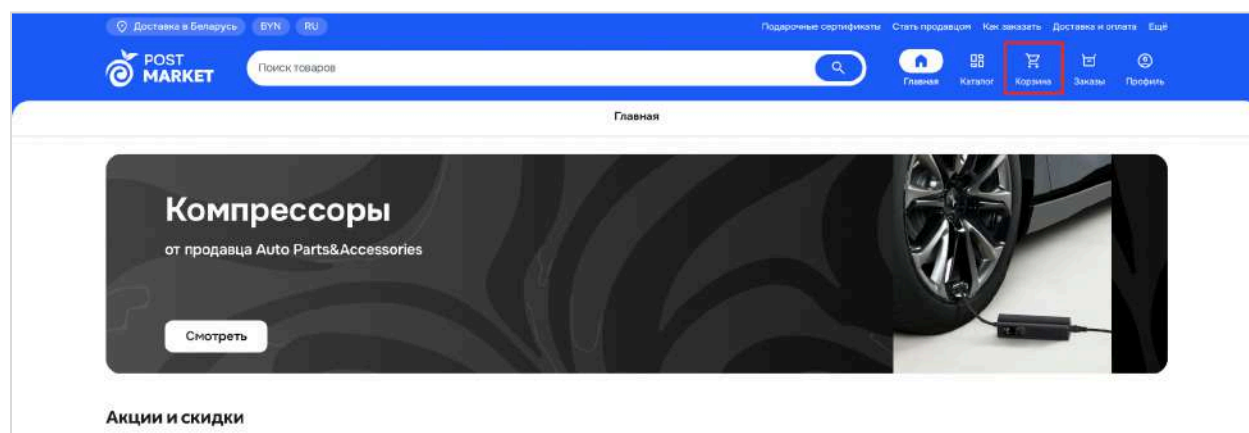 Доставка в Беларусь BYN RU Подарочные сертификаты Стать продавцом Как заказать Доставка и оплата Ещё
POST
MARKET
Поиск товаров
Главная Каталог Корзина Заказы Профиль
Главная
Компрессоры
от продавца Auto Parts&Accessories
Смотреть
Акции и скидки